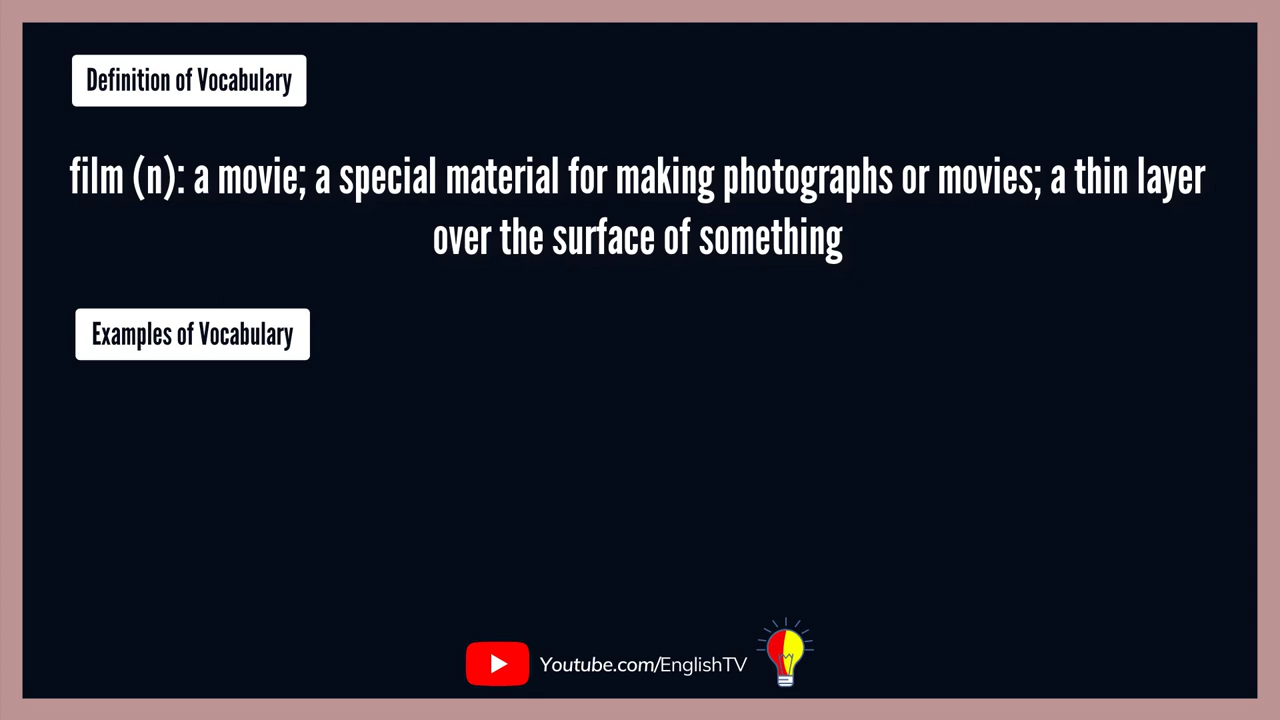 Definition of Vocabulary
film (n): a movie; a special material for making photographs or movies; a thin layer
over the surface of something
Examples of Vocabulary
Youtube.com/EnglishTV